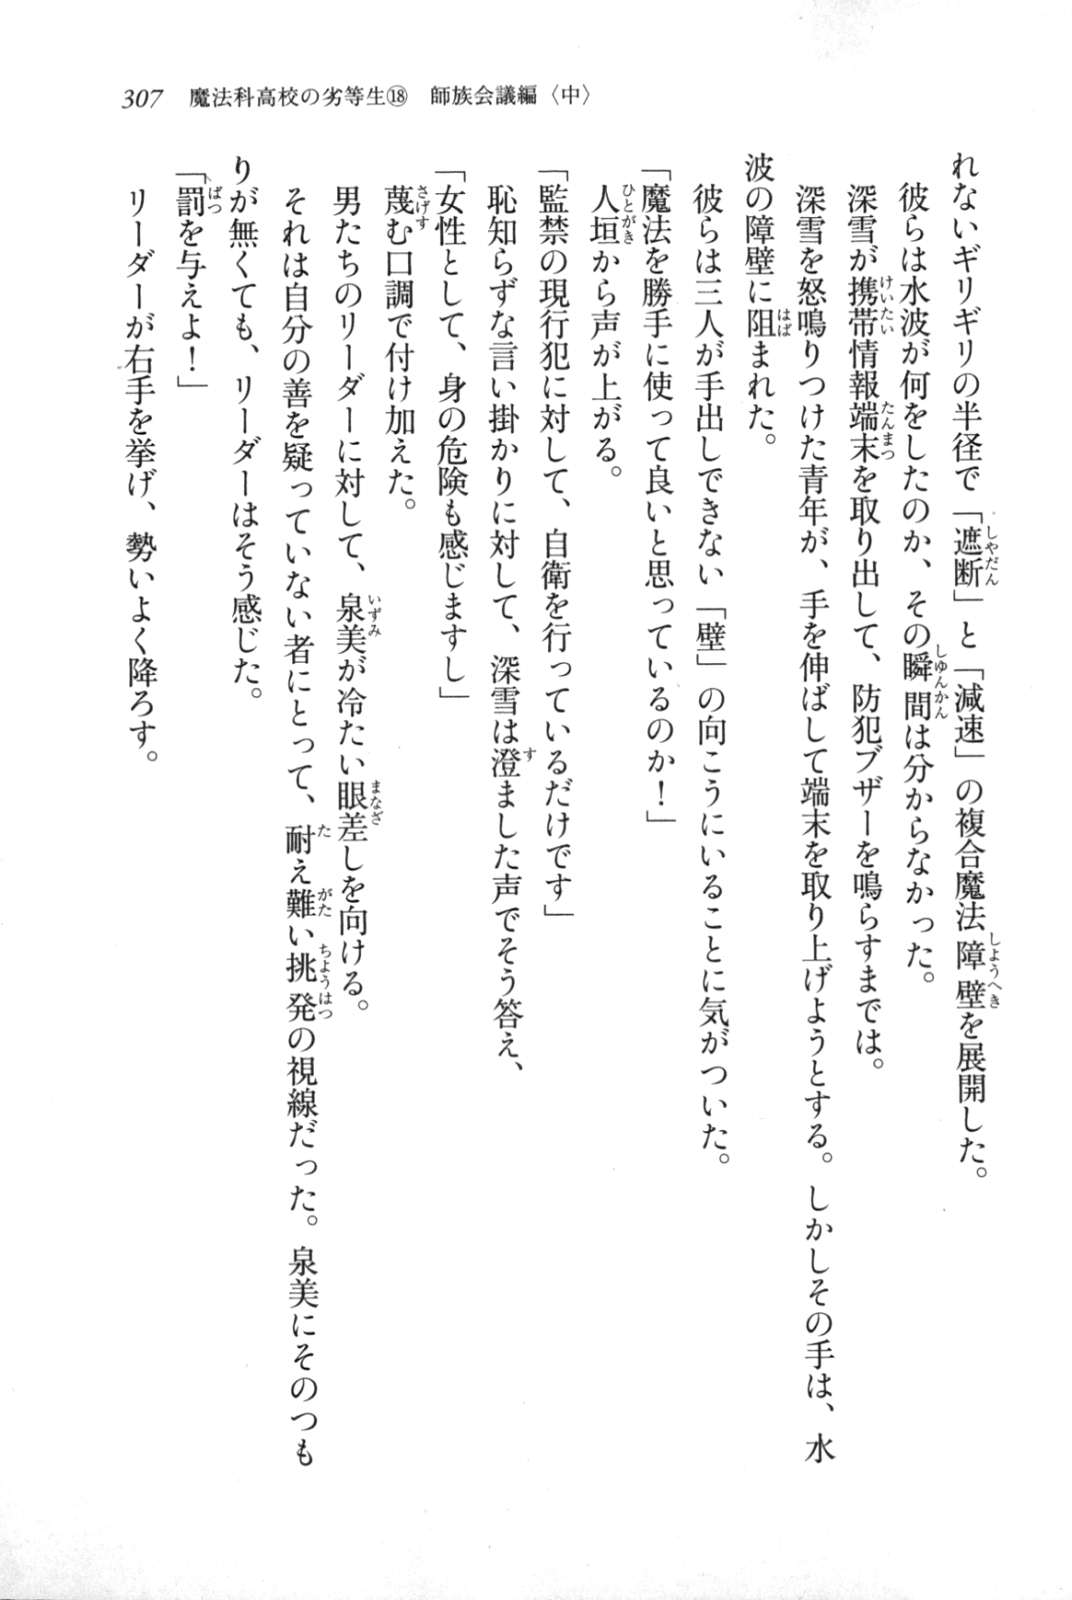 307 魔法科高校の劣等生⑱ 師族会議編〈中〉
れないギリギリの半径で「遮断」と「減速」の複合魔法障壁を展開した。
彼らは水波が何をしたのか、その瞬間は分からなかった。
深雪が携帯情報端末を取り出して、防犯ブザーを鳴らすまでは。
深雪を怒鳴りつけた青年が、手を伸ばして端末を取り上げようとする。しかしその手は、水
波の障壁に阻まれた。
彼らは三人が手出しできない「壁」の向こうにいることに気がついた。
「魔法を勝手に使って良いと思っているのか！」
人垣から声が上がる。
「監禁の現行犯に対して、自衛を行っているだけです」
恥知らずな言い掛かりに対して、深雪は澄ました声でそう答え、
「女性として、身の危険も感じますし」
蔑む口調で付け加えた。
男たちのリーダーに対して、泉美が冷たい眼差しを向ける。
それは自分の善を疑っていない者にとって、耐え難い挑発の視線だった。泉美にそのつも
りが無くても、リーダーはそう感じた。
「罰を与えよ！」
リーダーが右手を挙げ、勢いよく降ろす。